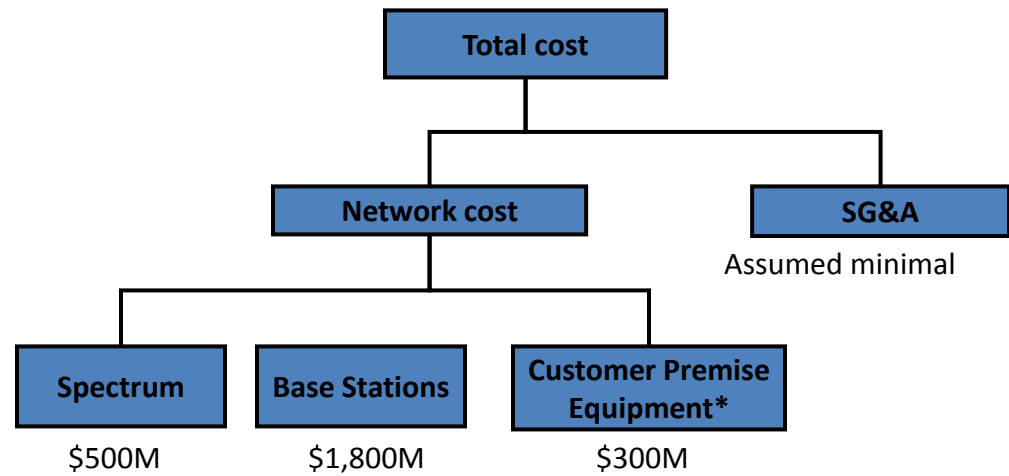 Total cost
Network cost
SG&A
Assumed minimal
Spectrum
Base Stations
Customer Premise
Equipment*
$500M
$1,800M
$300M